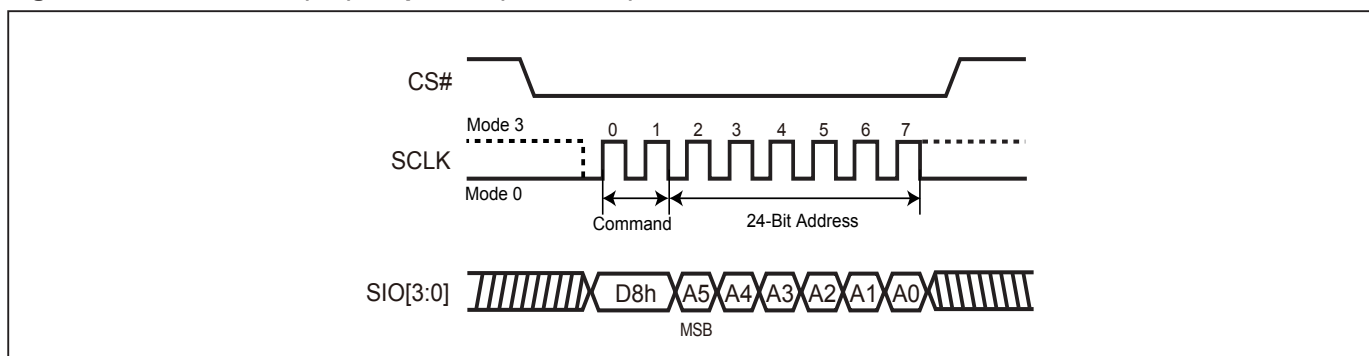 CS#
Mode 3
0 1 2 3 4 5 6 7
SCLK
Mode 0
Command
24-Bit Address
SIO[3:0]
D8h A5 A4 A3 A2 A1 A0
MSB